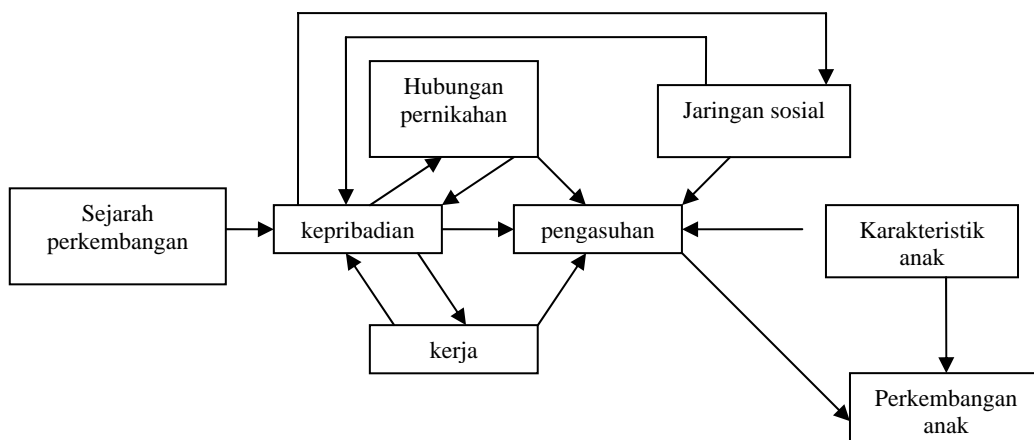 Hubungan
pernikahan
Jaringan sosial
Sejarah
perkembangan
kepribadian
pengasuhan
Karakteristik
anak
kerja
Perkembangan
anak